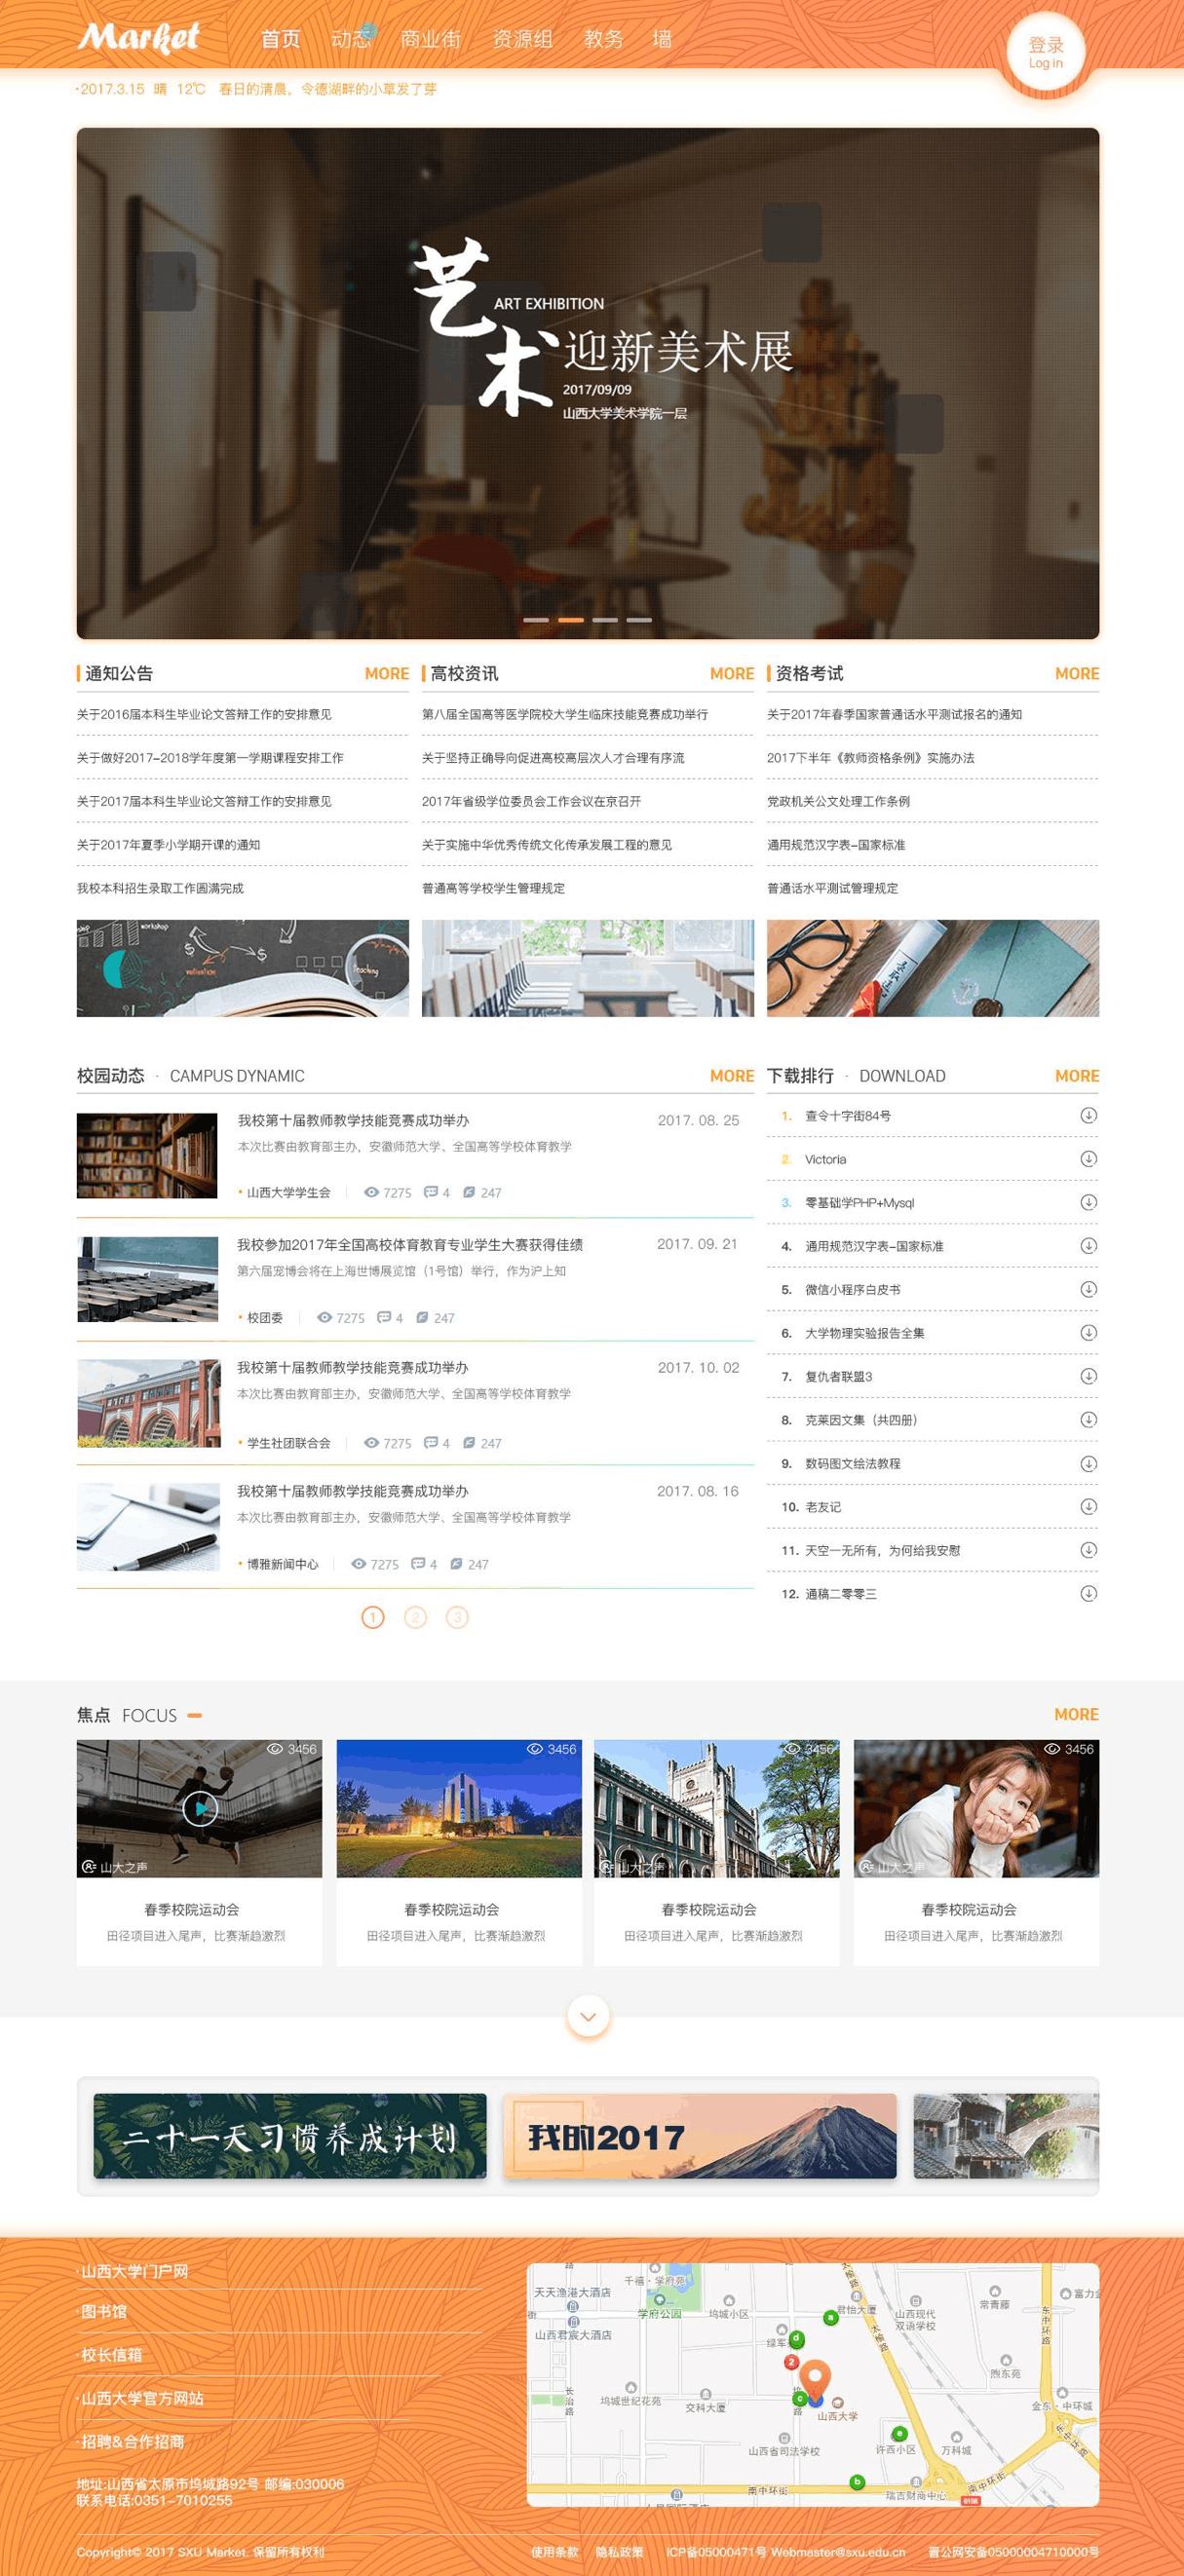 Market 首页 动态 商业街 资源组 教务 墙
登录
Log in
·2017.3.15 晴 12℃ 春日的清晨，令德湖畔的小草发了芽
艺术
ART EXHIBITION
迎新美术展
2017/09/09
山西大学美术学院一层
通知公告 MORE
关于2016届本科生毕业论文答辩工作的安排意见
关于做好2017-2018学年度第一学期课程安排工作
关于2017届本科生毕业论文答辩工作的安排意见
关于2017年夏季小学期开课的通知
我校本科招生录取工作圆满完成
高校资讯 MORE
第八届全国高等医学院校大学生临床技能竞赛成功举行
关于坚持正确导向促进高校高层次人才合理有序流
2017年省级学位委员会工作会议在京召开
关于实施中华优秀传统文化传承发展工程的意见
普通高等学校学生管理规定
资格考试 MORE
关于2017年春季国家普通话水平测试报名的通知
2017下半年《教师资格条例》实施办法
党政机关公文处理工作条例
通用规范汉字表-国家标准
普通话水平测试管理规定
workshop
motivation
teaching
校园动态 - CAMPUS DYNAMIC MORE
我校第十届教师教学技能竞赛成功举办 2017. 08. 25
本次比赛由教育部主办，安徽师范大学、全国高等学校体育教学
·山西大学学生会 7275 4 247
我校参加2017年全国高校体育教育专业学生大赛获得佳绩 2017. 09. 21
第六届宠博会将在上海世博展览馆（1号馆）举行，作为沪上知
·校团委 7275 4 247
我校第十届教师教学技能竞赛成功举办 2017. 10. 02
本次比赛由教育部主办，安徽师范大学、全国高等学校体育教学
·学生社团联合会 7275 4 247
我校第十届教师教学技能竞赛成功举办 2017. 08. 16
本次比赛由教育部主办，安徽师范大学、全国高等学校体育教学
·博雅新闻中心 7275 4 247
1 2 3
下载排行 - DOWNLOAD MORE
1. 查令十字街84号
2. Victoria
3. 零基础学PHP+Mysql
4. 通用规范汉字表-国家标准
5. 微信小程序白皮书
6. 大学物理实验报告全集
7. 复仇者联盟3
8. 克莱因文集（共四册）
9. 数码图文绘法教程
10. 老友记
11. 天空一无所有，为何给我安慰
12. 通稿二零零三
焦点 FOCUS MORE
3456 3456 3456 3456
山大之声 山大之声 山大之声
春季校院运动会 春季校院运动会 春季校院运动会 春季校院运动会
田径项目进入尾声，比赛渐趋激烈 田径项目进入尾声，比赛渐趋激烈 田径项目进入尾声，比赛渐趋激烈 田径项目进入尾声，比赛渐趋激烈
二十一天习惯养成计划
我的2017
·山西大学门户网
·图书馆
·校长信箱
·山西大学官方网站
·招聘&合作招商
地址:山西省太原市坞城路92号 邮编:030006
联系电话:0351-7010255
千禧·学府苑
天天渔港大酒店
学府公园
坞城小区
君怡大厦
山西现代双语学校
常青藤
富力
山西君宸大酒店
绿军
大运路
东中环路
a
d
2
c
e
b
煦东苑
长治路
坞城世纪花苑
交科大厦
山西大学
金东·中环城
山西省司法学校
许西小区
万科城
东中环路
南中环街
南中环街
瑞吉财商中心
Copyright© 2017 SXU Market. 保留所有权利 使用条款 隐私政策 ICP备05000471号 Webmaster@sxu.edu.cn 晋公网安备05000004710000号